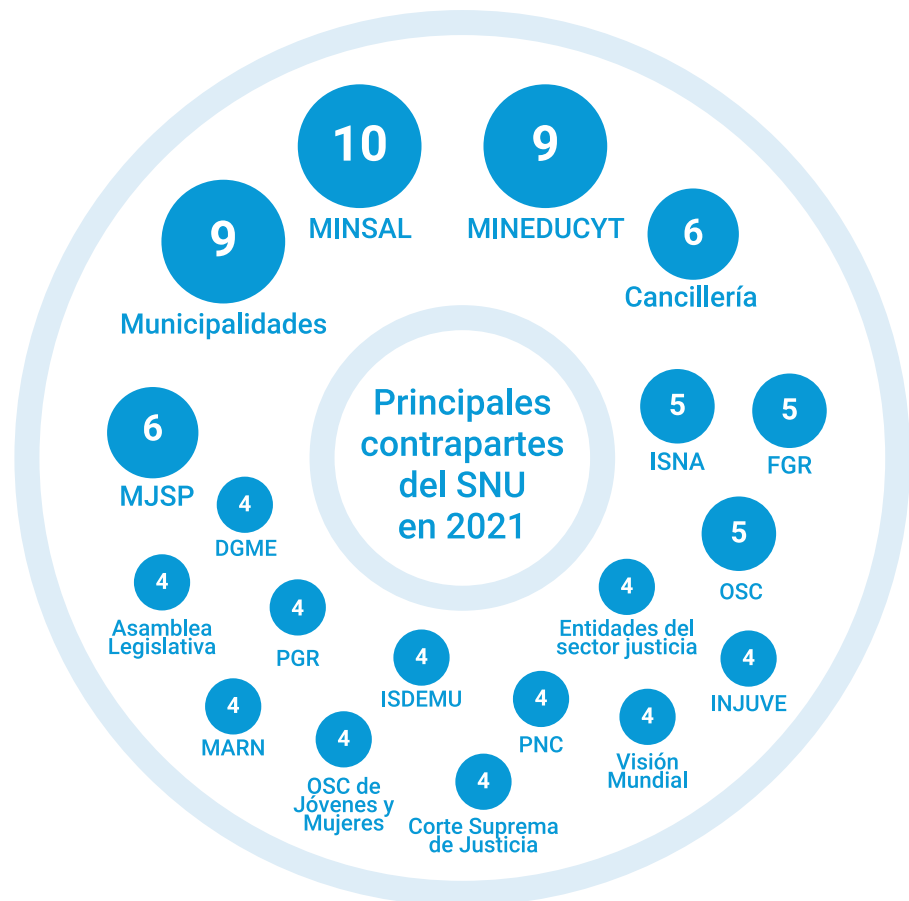 10
MINSAL
9
MINEDUCYT
9
Municipalidades
6
Cancillería
Principales
contrapartes
del SNU
en 2021
6
MJSP
5
ISNA
5
FGR
4
DGME
5
OSC
4
Asamblea
Legislativa
4
PGR
4
Entidades del
sector justicia
4
ISDEMU
4
INJUVE
4
MARN
4
OSC de
Jóvenes y
Mujeres
4
PNC
4
Visión
Mundial
4
Corte Suprema
de Justicia